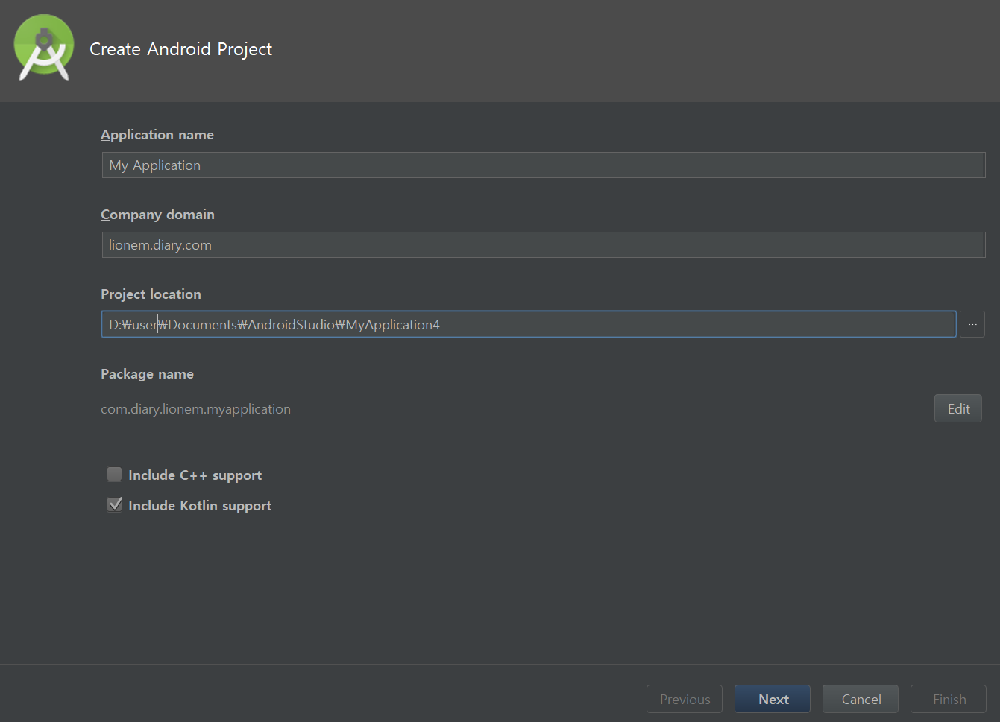 Create Android Project
Application name
My Application
Company domain
lionem.diary.com
Project location
D:₩user₩Documents₩AndroidStudio₩MyApplication4
...
Package name
com.diary.lionem.myapplication
Edit
Include C++ support
Include Kotlin support
Previous Next Cancel Finish